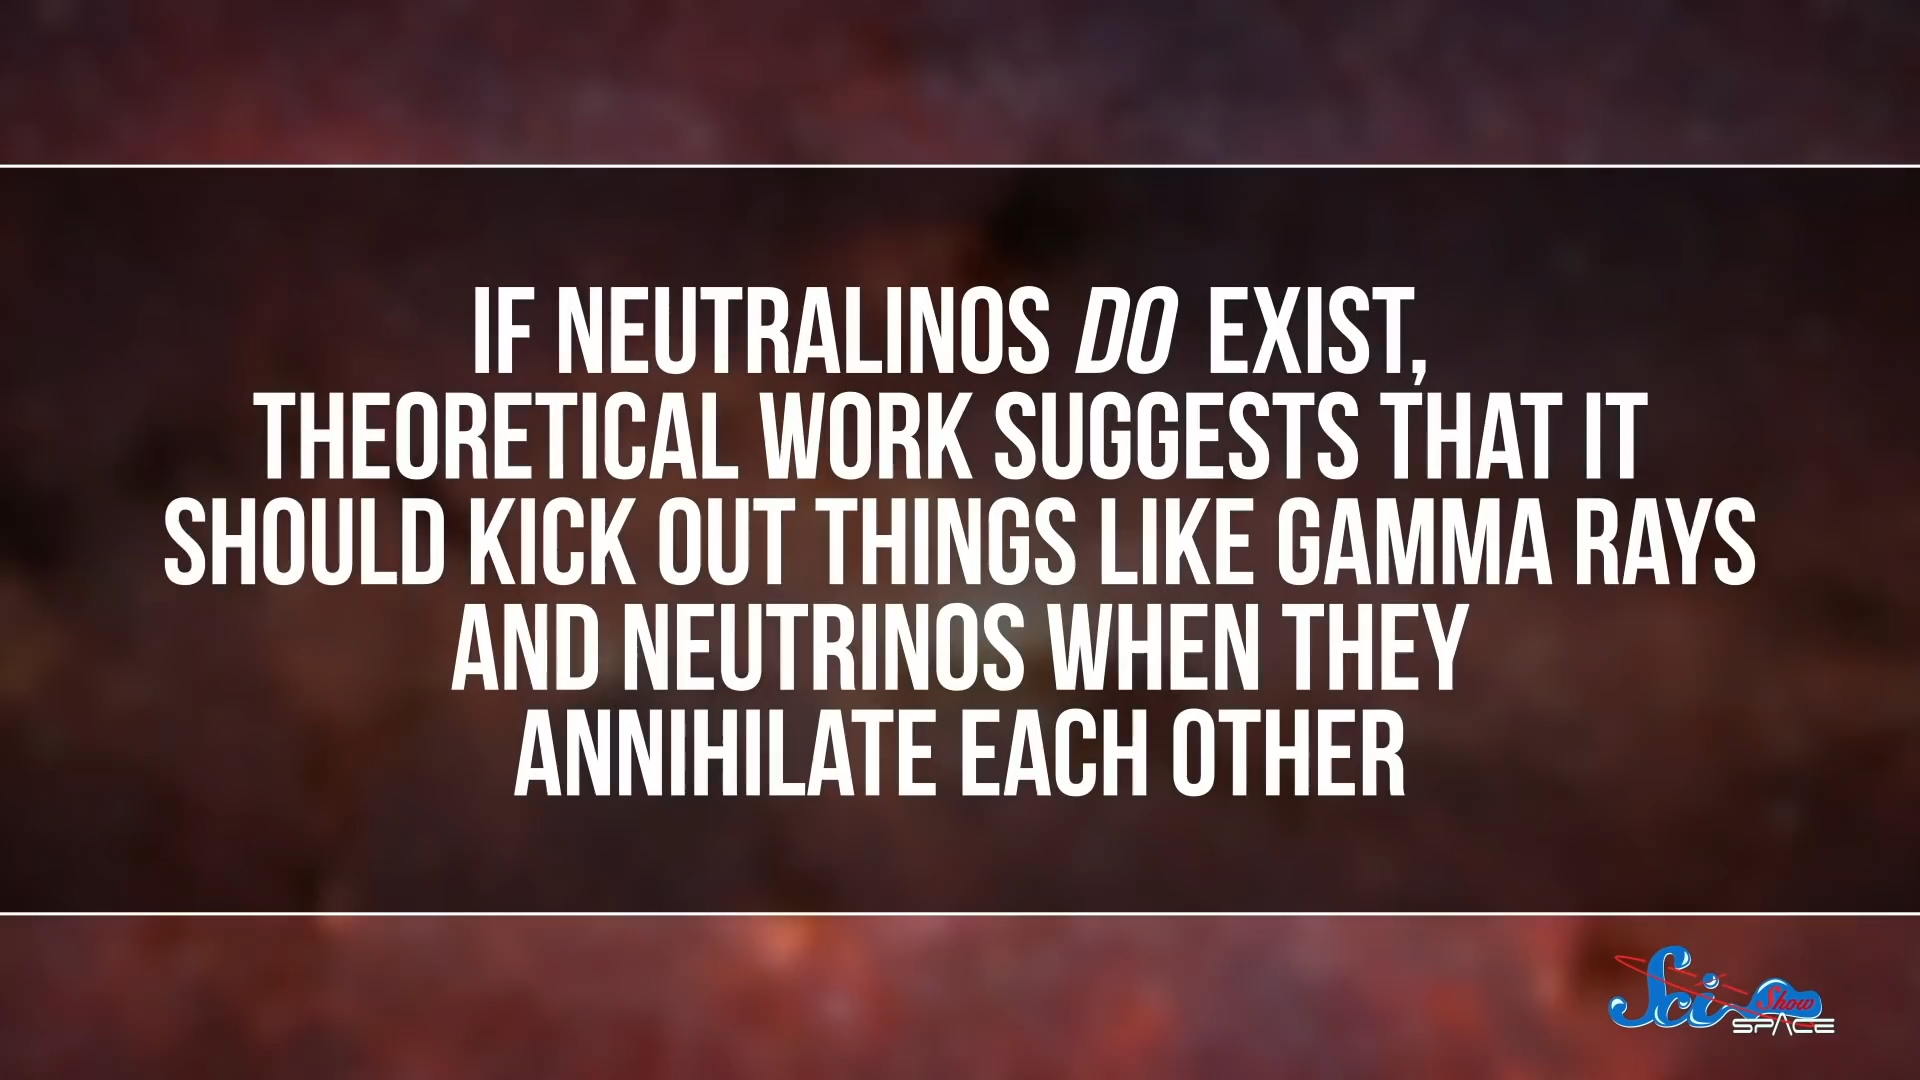 IF NEUTRALINOS DO EXIST,
THEORETICAL WORK SUGGESTS THAT IT
SHOULD KICK OUT THINGS LIKE GAMMA RAYS
AND NEUTRINOS WHEN THEY
ANNIHILATE EACH OTHER
Sci Show
SPACE